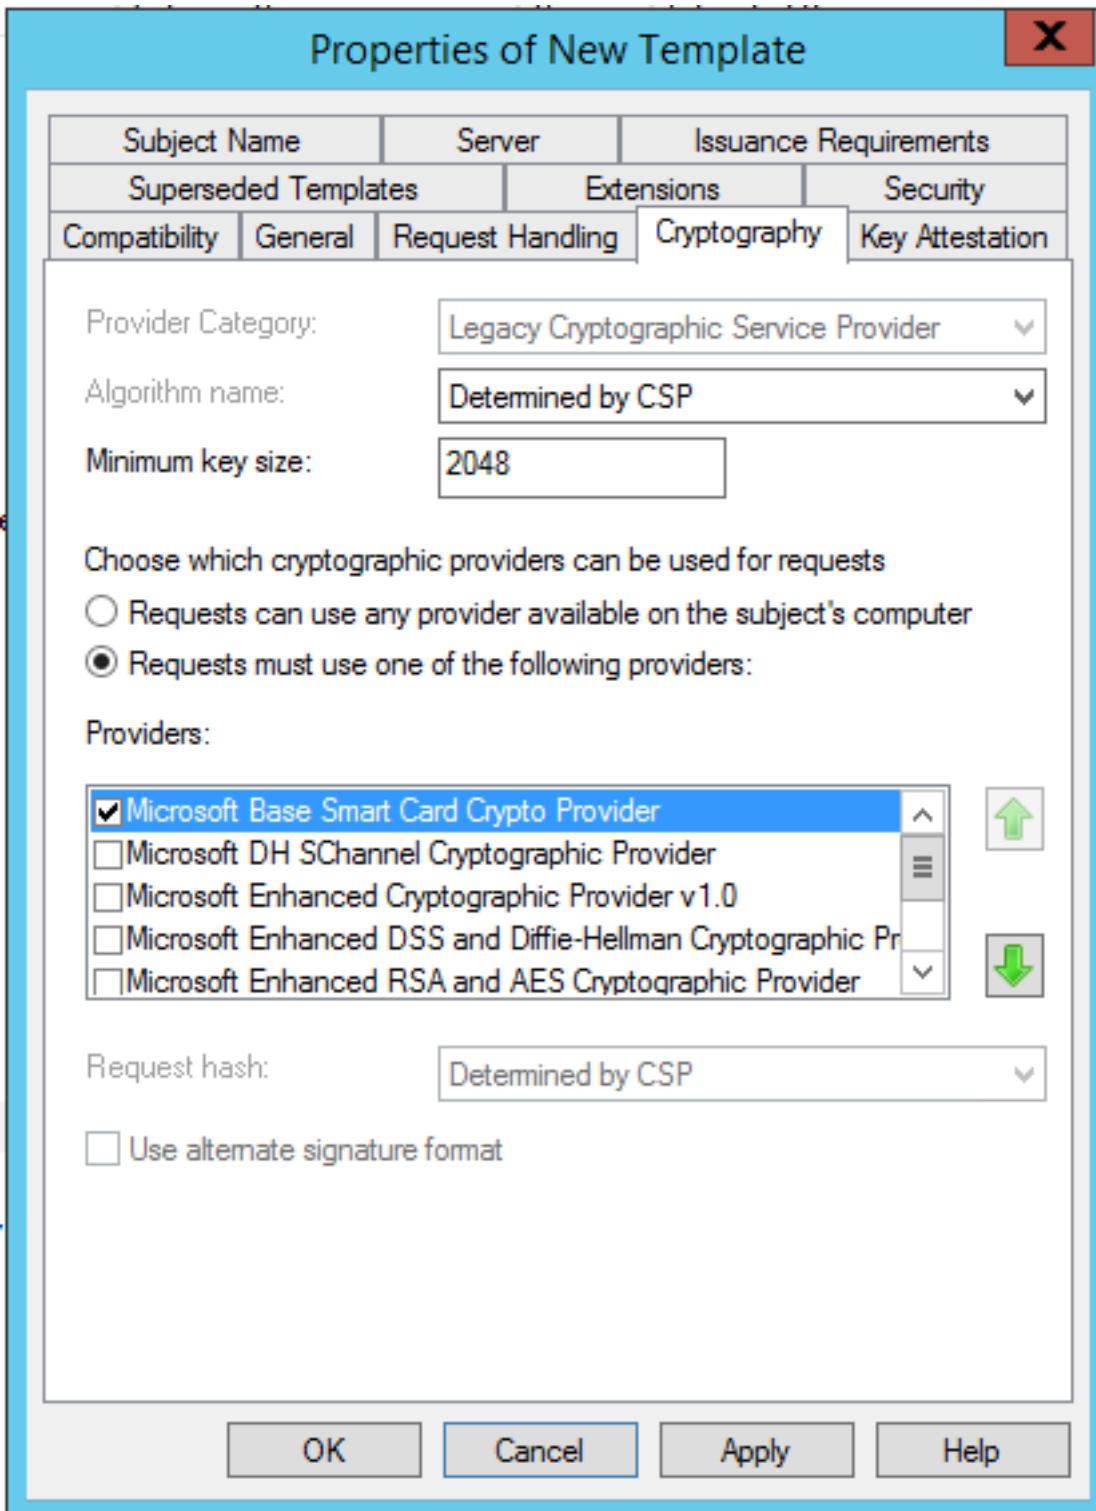 Properties of New Template
Subject Name Server Issuance Requirements
Superseded Templates Extensions Security
Compatibility General Request Handling Cryptography Key Attestation
Provider Category: Legacy Cryptographic Service Provider
Algorithm name: Determined by CSP
Minimum key size: 2048
Choose which cryptographic providers can be used for requests
Requests can use any provider available on the subject's computer
Requests must use one of the following providers:
Providers:
Microsoft Base Smart Card Crypto Provider
Microsoft DH SChannel Cryptographic Provider
Microsoft Enhanced Cryptographic Provider v1.0
Microsoft Enhanced DSS and Diffie-Hellman Cryptographic Pr
Microsoft Enhanced RSA and AES Cryptographic Provider
Request hash: Determined by CSP
Use alternate signature format
OK Cancel Apply Help